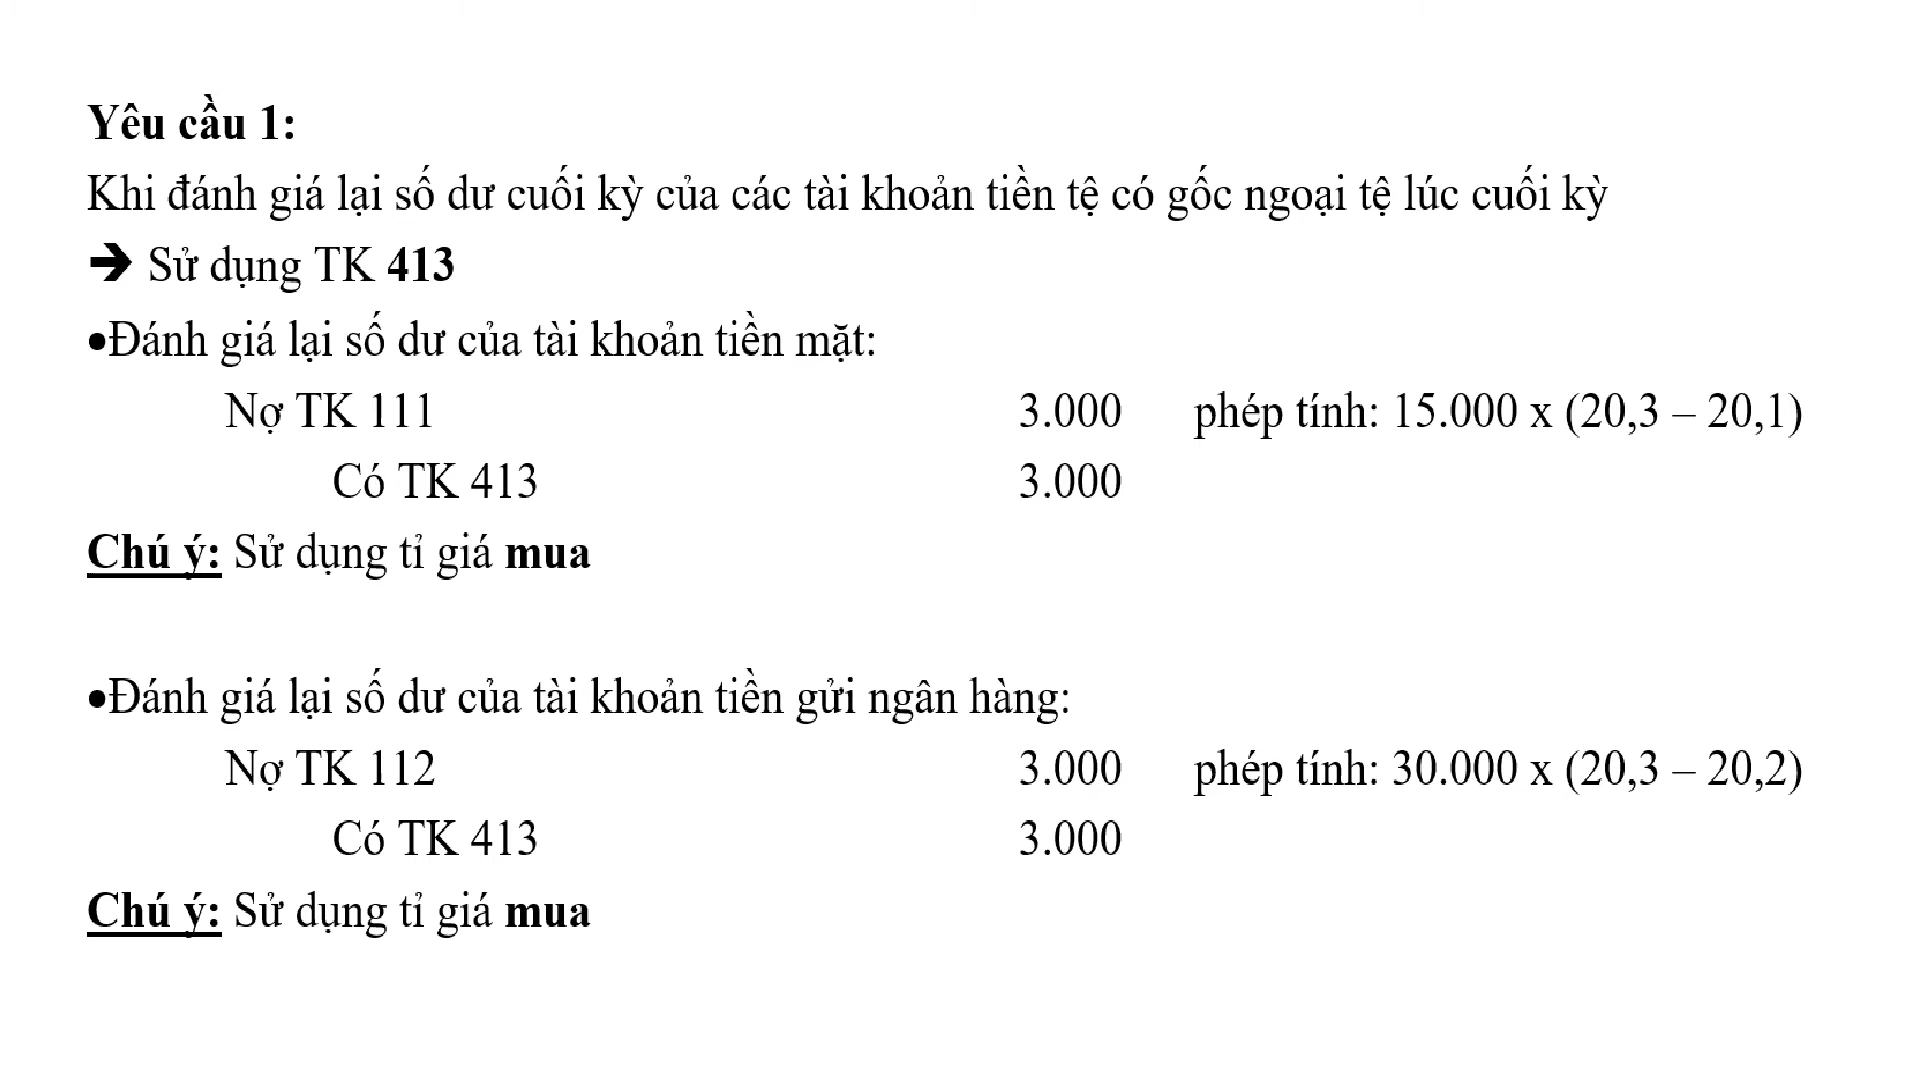 Yêu cầu 1:
Khi đánh giá lại số dư cuối kỳ của các tài khoản tiền tệ có gốc ngoại tệ lúc cuối kỳ
➔ Sử dụng TK 413
•Đánh giá lại số dư của tài khoản tiền mặt:
Nợ TK 111 3.000 phép tính: 15.000 x (20,3 – 20,1)
Có TK 413 3.000
Chú ý: Sử dụng tỉ giá mua
•Đánh giá lại số dư của tài khoản tiền gửi ngân hàng:
Nợ TK 112 3.000 phép tính: 30.000 x (20,3 – 20,2)
Có TK 413 3.000
Chú ý: Sử dụng tỉ giá mua